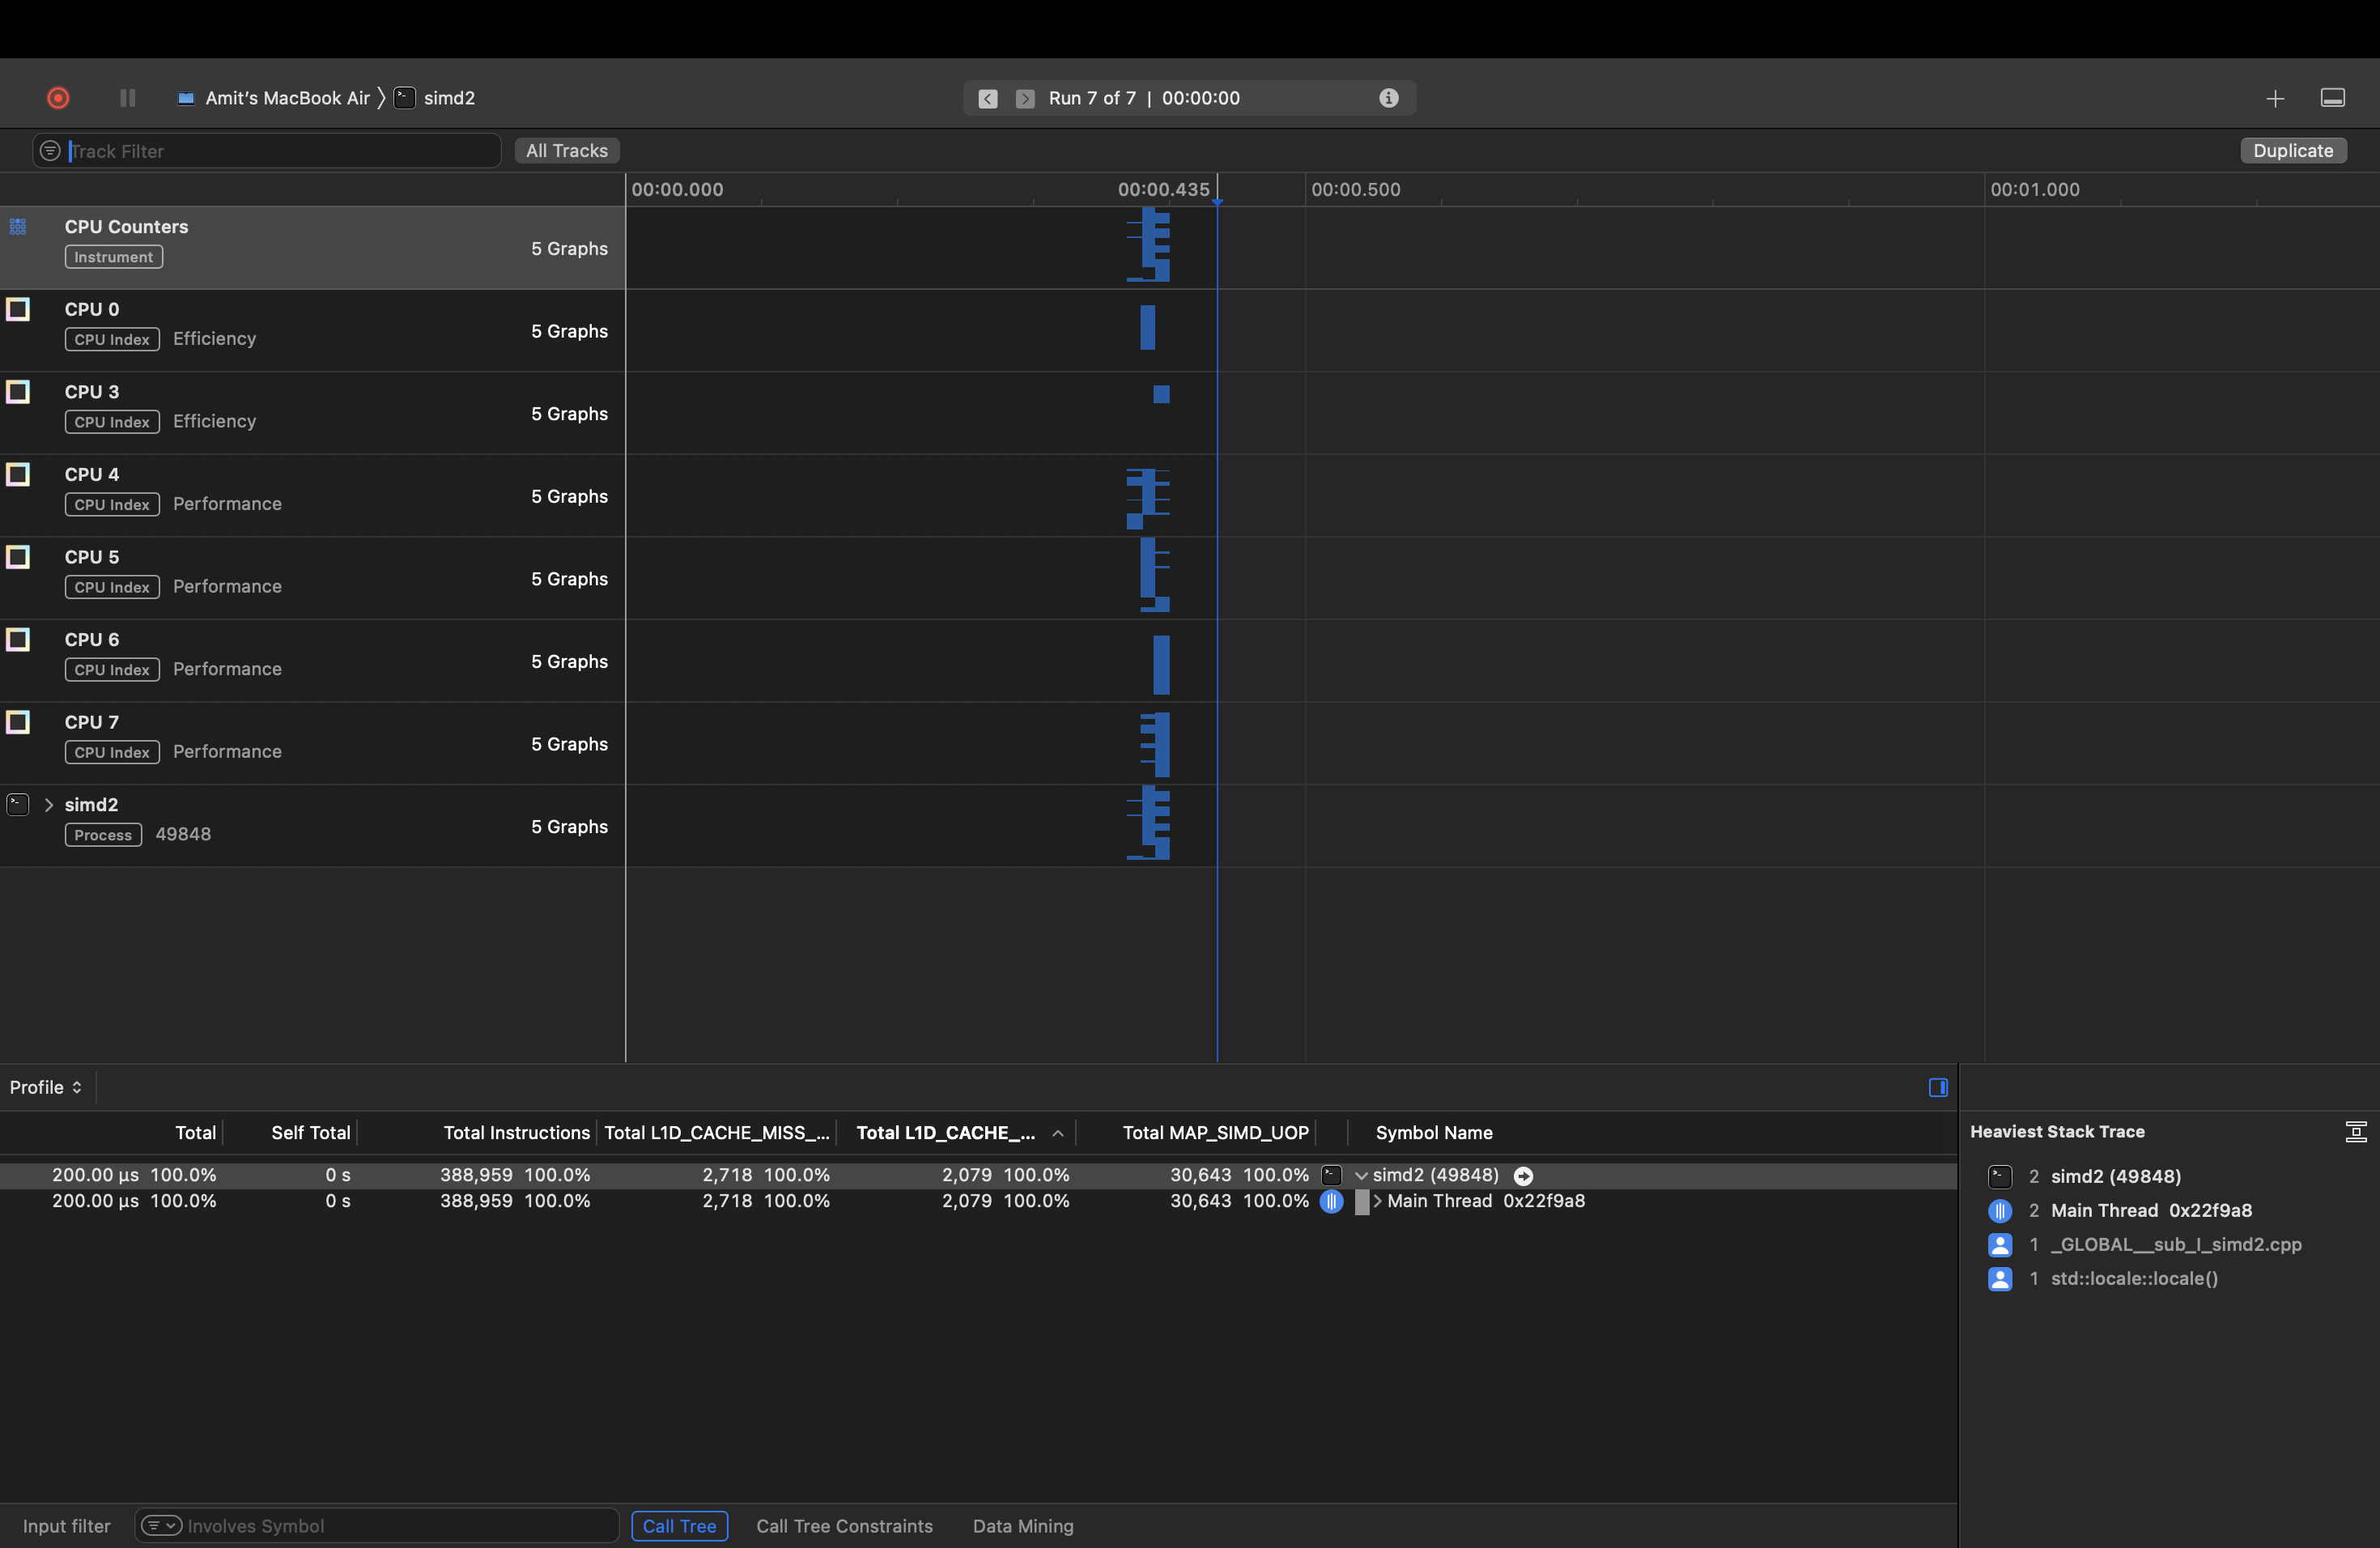 Amit's MacBook Air simd2
Run 7 of 7 | 00:00:00
Track Filter
All Tracks
Duplicate
00:00.000 00:00.435 00:00.500 00:01.000
CPU Counters
Instrument
5 Graphs
CPU 0
CPU Index Efficiency
5 Graphs
CPU 3
CPU Index Efficiency
5 Graphs
CPU 4
CPU Index Performance
5 Graphs
CPU 5
CPU Index Performance
5 Graphs
CPU 6
CPU Index Performance
5 Graphs
CPU 7
CPU Index Performance
5 Graphs
simd2
Process 49848
5 Graphs
Profile
Total Self Total Total Instructions Total L1D_CACHE_MISS_... Total L1D_CACHE_... Total MAP_SIMD_UOP Symbol Name
200.00 µs 100.0% 0 s 388,959 100.0% 2,718 100.0% 2,079 100.0% 30,643 100.0% simd2 (49848)
200.00 µs 100.0% 0 s 388,959 100.0% 2,718 100.0% 2,079 100.0% 30,643 100.0% Main Thread 0x22f9a8
Heaviest Stack Trace
2 simd2 (49848)
2 Main Thread 0x22f9a8
1 _GLOBAL__sub_I_simd2.cpp
1 std::locale::locale()
Input filter
Involves Symbol
Call Tree
Call Tree Constraints
Data Mining